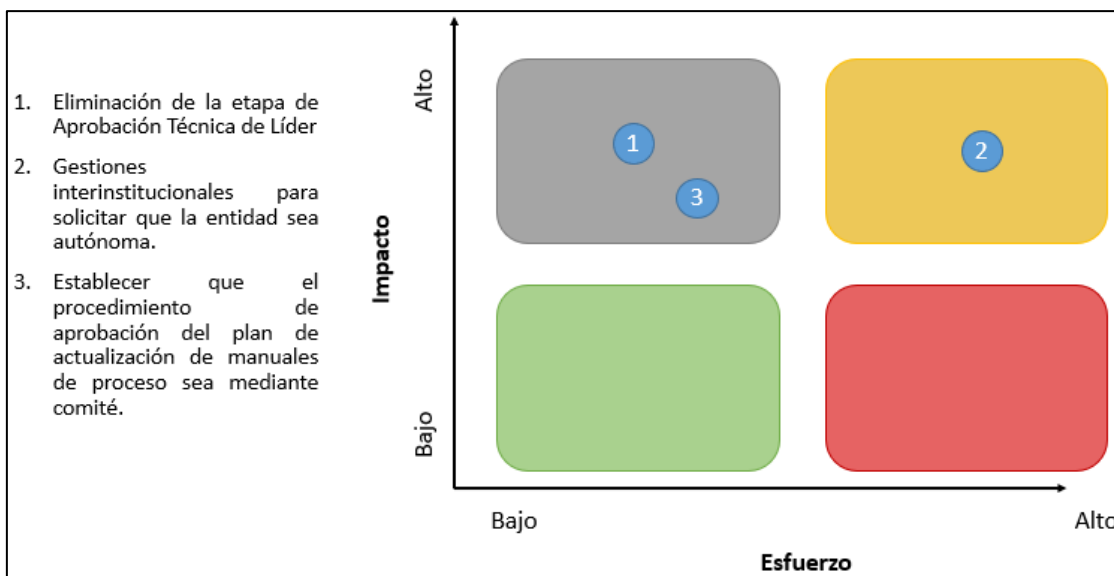 1. Eliminación de la etapa de
Aprobación Técnica de Líder
2. Gestiones
interinstitucionales para
solicitar que la entidad sea
autónoma.
3. Establecer que el
procedimiento de
aprobación del plan de
actualización de manuales
de proceso sea mediante
comité.
Impacto
Alto
Bajo
1
3
2
Bajo
Alto
Esfuerzo